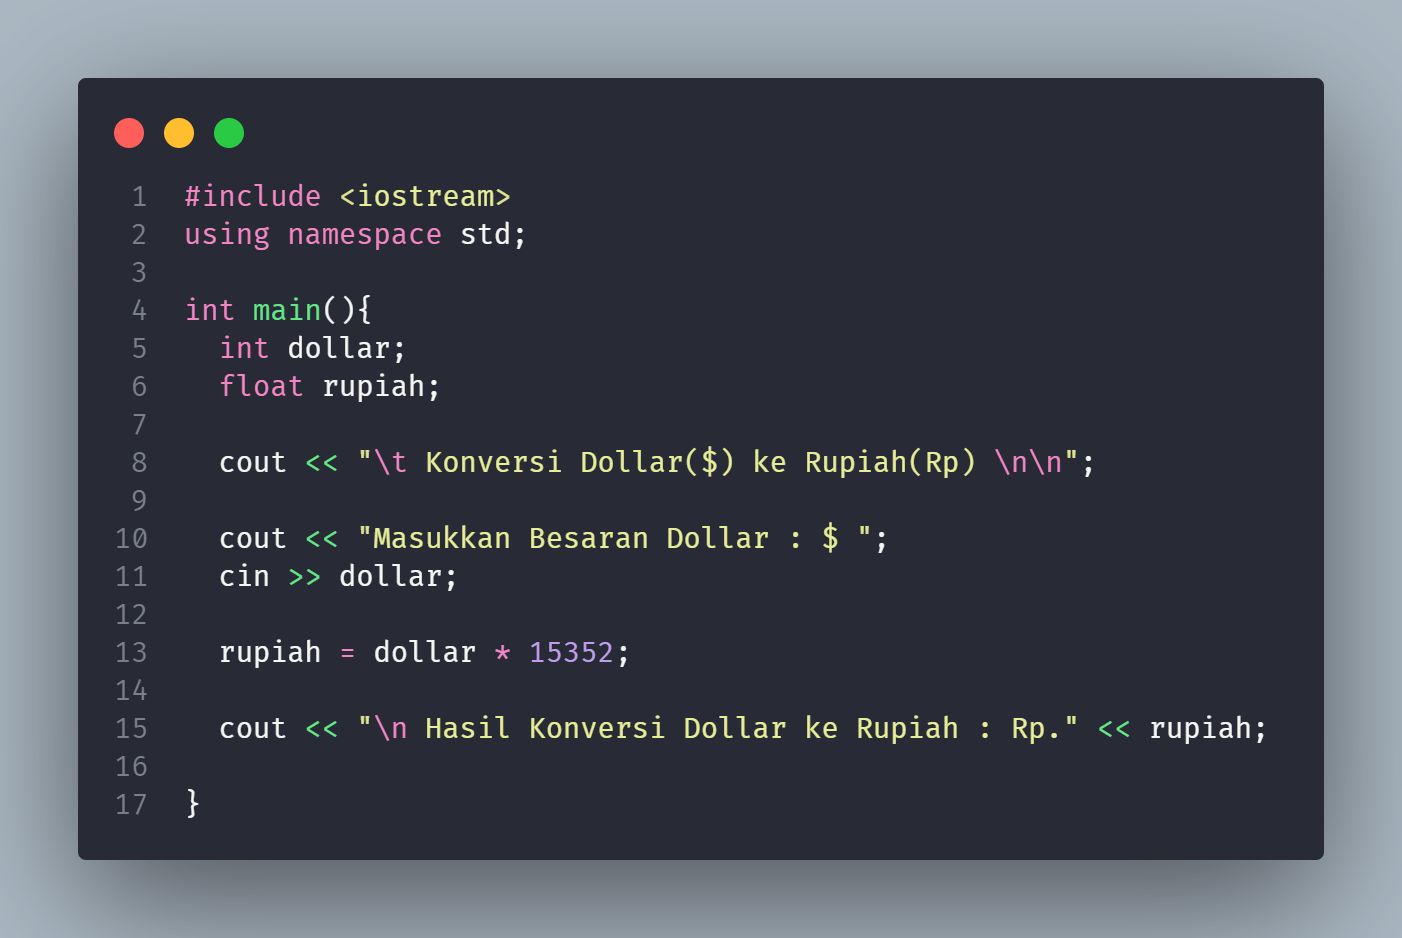 1 #include <iostream>
2 using namespace std;
3
4 int main(){
5   int dollar;
6   float rupiah;
7
8   cout << "\t Konversi Dollar($) ke Rupiah(Rp) \n\n";
9
10   cout << "Masukkan Besaran Dollar : $ ";
11   cin >> dollar;
12
13   rupiah = dollar * 15352;
14
15   cout << "\n Hasil Konversi Dollar ke Rupiah : Rp." << rupiah;
16
17 }